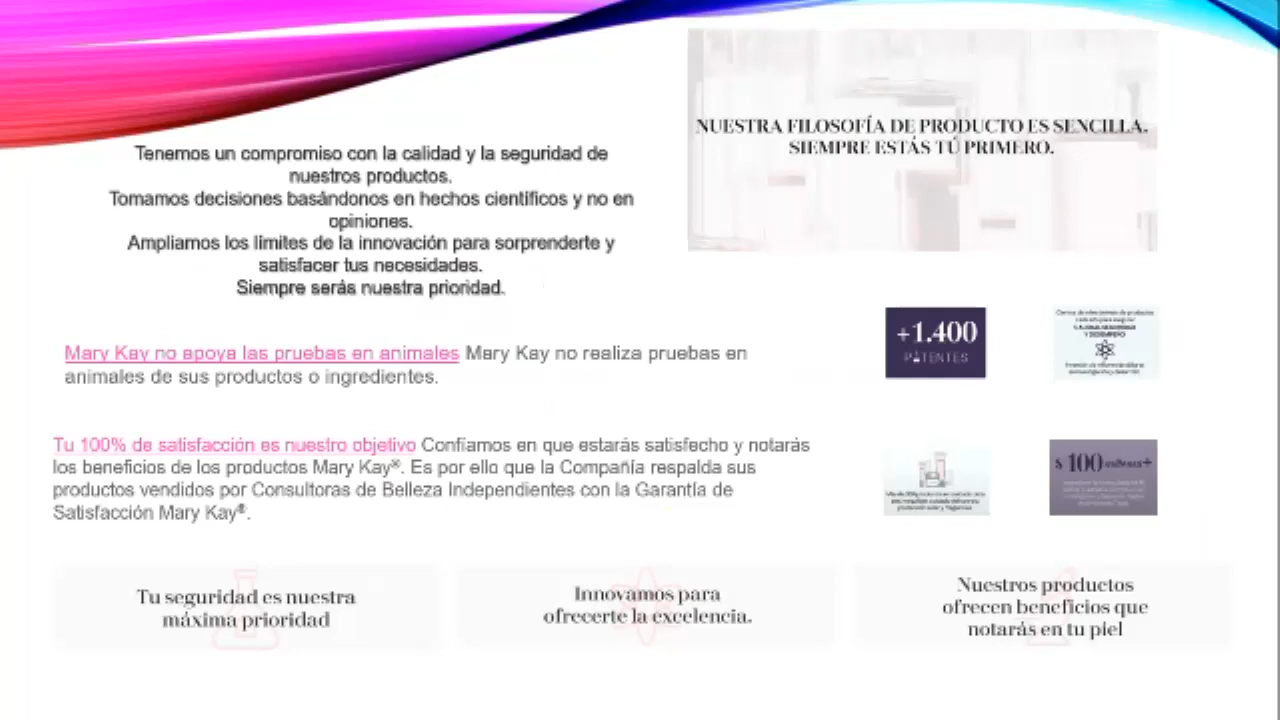 NUESTRA FILOSOFÍA DE PRODUCTO ES SENCILLA.
SIEMPRE ESTÁS TÚ PRIMERO.
Tenemos un compromiso con la calidad y la seguridad de
nuestros productos.
Tomamos decisiones basándonos en hechos científicos y no en
opiniones.
Ampliamos los límites de la innovación para sorprenderte y
satisfacer tus necesidades.
Siempre serás nuestra prioridad.
+1.400
PATENTES
Mary Kay no apoya las pruebas en animales Mary Kay no realiza pruebas en
animales de sus productos o ingredientes.
Tu 100% de satisfacción es nuestro objetivo Confiamos en que estarás satisfecho y notarás
los beneficios de los productos Mary Kay®. Es por ello que la Compañía respalda sus
productos vendidos por Consultoras de Belleza Independientes con la Garantía de
Satisfacción Mary Kay®.
$ 100 millones+
Tu seguridad es nuestra
máxima prioridad
Innovamos para
ofrecerte la excelencia.
Nuestros productos
ofrecen beneficios que
notarás en tu piel